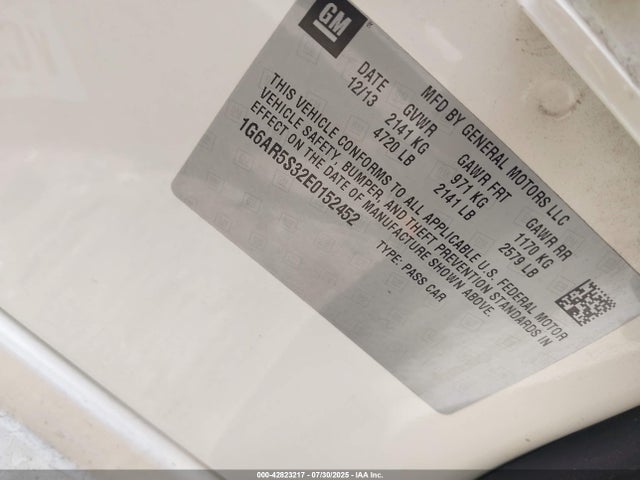 GM
MFD BY GENERAL MOTORS LLC
DATE GVWR GAWR FRT GAWR RR
12/13 2141 KG 971 KG 1170 KG
4720 LB 2141 LB 2579 LB
THIS VEHICLE CONFORMS TO ALL APPLICABLE U.S. FEDERAL MOTOR
VEHICLE SAFETY, BUMPER, AND THEFT PREVENTION STANDARDS IN
EFFECT ON THE DATE OF MANUFACTURE SHOWN ABOVE.
1G6AR5S32E0152452 TYPE: PASS CAR
000-42823217 - 07/30/2025 - IAA Inc.